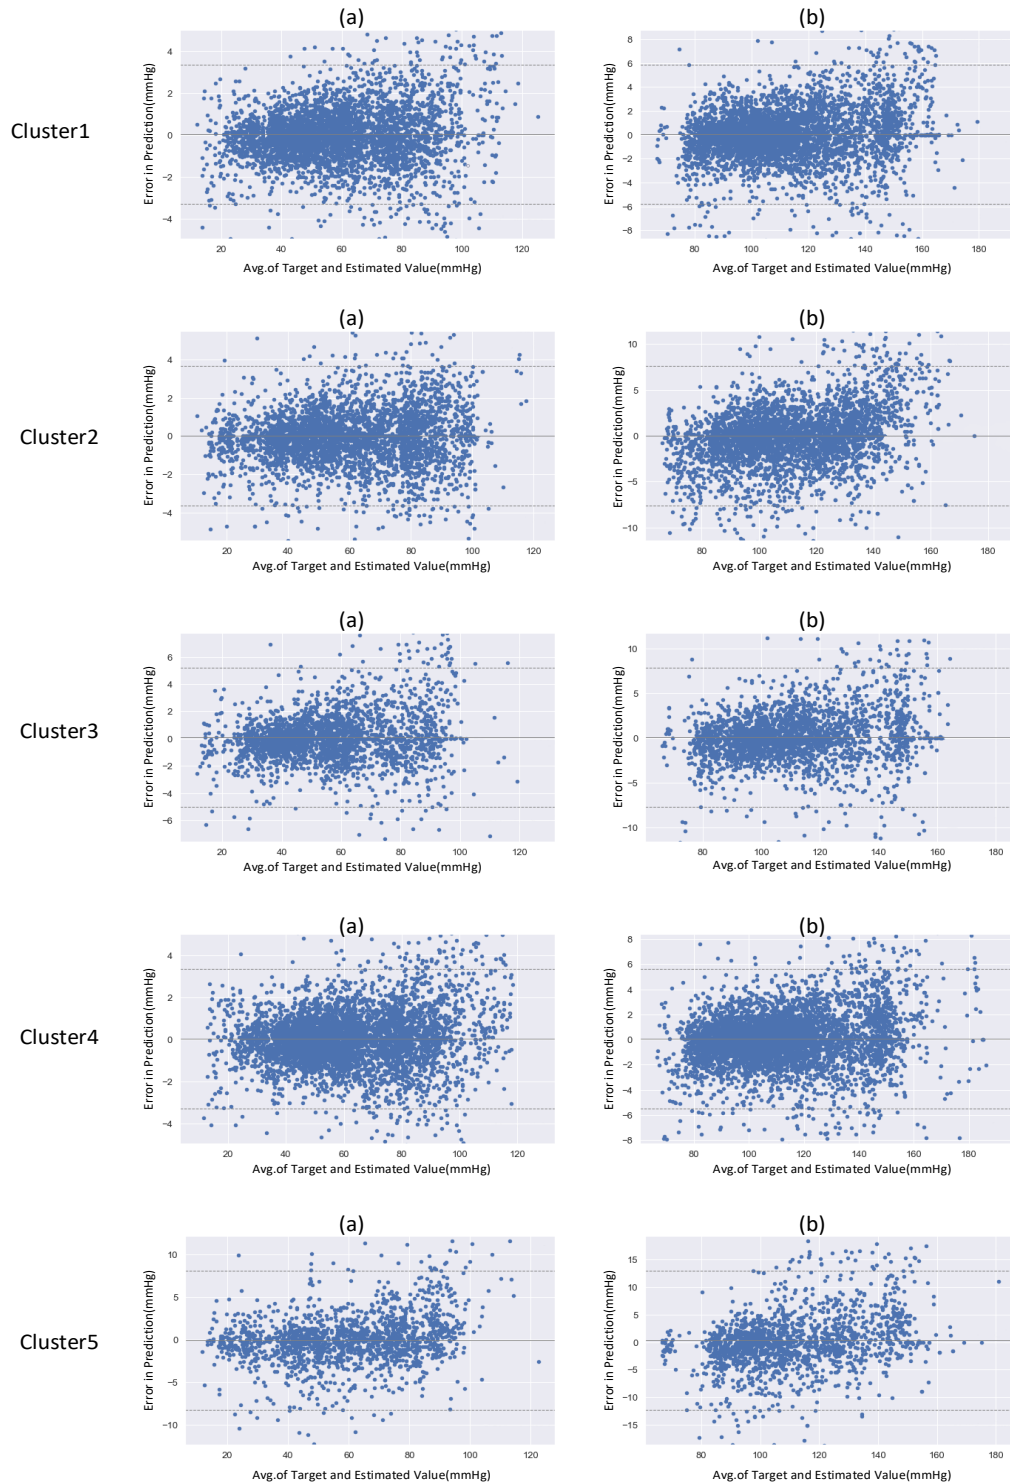 (a) (b)
Cluster1
Error in Prediction(mmHg)
4
2
0
−2
−4
20 40 60 80 100 120
Avg.of Target and Estimated Value(mmHg)
Error in Prediction(mmHg)
8
6
4
2
0
−2
−4
−6
−8
80 100 120 140 160 180
Avg.of Target and Estimated Value(mmHg)
(a) (b)
Cluster2
Error in Prediction(mmHg)
4
2
0
−2
−4
20 40 60 80 100 120
Avg.of Target and Estimated Value(mmHg)
Error in Prediction(mmHg)
10
5
0
−5
−10
80 100 120 140 160 180
Avg.of Target and Estimated Value(mmHg)
(a) (b)
Cluster3
Error in Prediction(mmHg)
6
4
2
0
−2
−4
−6
20 40 60 80 100 120
Avg.of Target and Estimated Value(mmHg)
Error in Prediction(mmHg)
10
5
0
−5
−10
80 100 120 140 160 180
Avg.of Target and Estimated Value(mmHg)
(a) (b)
Cluster4
Error in Prediction(mmHg)
4
2
0
−2
−4
20 40 60 80 100 120
Avg.of Target and Estimated Value(mmHg)
Error in Prediction(mmHg)
8
6
4
2
0
−2
−4
−6
−8
80 100 120 140 160 180
Avg.of Target and Estimated Value(mmHg)
(a) (b)
Cluster5
Error in Prediction(mmHg)
10
5
0
−5
−10
20 40 60 80 100 120
Avg.of Target and Estimated Value(mmHg)
Error in Prediction(mmHg)
15
10
5
0
−5
−10
−15
80 100 120 140 160 180
Avg.of Target and Estimated Value(mmHg)